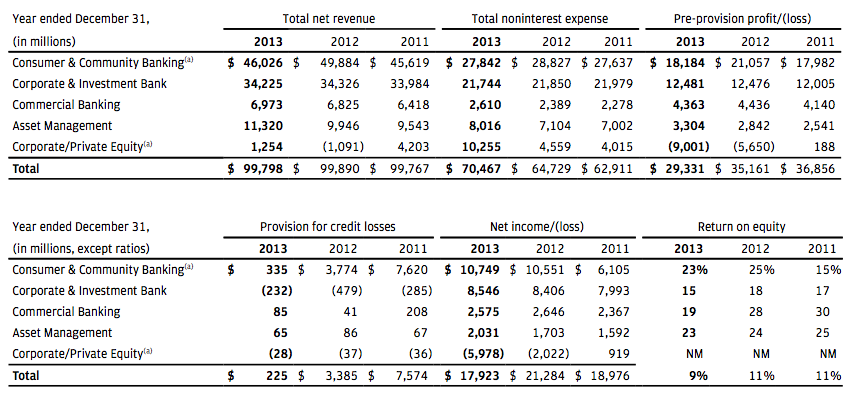 Year ended December 31, Total net revenue Total noninterest expense Pre-provision profit/(loss)
(in millions) 2013 2012 2011 2013 2012 2011 2013 2012 2011
Consumer & Community Banking(a) $ 46,026 $ 49,884 $ 45,619 $ 27,842 $ 28,827 $ 27,637 $ 18,184 $ 21,057 $ 17,982
Corporate & Investment Bank 34,225 34,326 33,984 21,744 21,850 21,979 12,481 12,476 12,005
Commercial Banking 6,973 6,825 6,418 2,610 2,389 2,278 4,363 4,436 4,140
Asset Management 11,320 9,946 9,543 8,016 7,104 7,002 3,304 2,842 2,541
Corporate/Private Equity(a) 1,254 (1,091) 4,203 10,255 4,559 4,015 (9,001) (5,650) 188
Total $ 99,798 $ 99,890 $ 99,767 $ 70,467 $ 64,729 $ 62,911 $ 29,331 $ 35,161 $ 36,856
Year ended December 31, Provision for credit losses Net income/(loss) Return on equity
(in millions, except ratios) 2013 2012 2011 2013 2012 2011 2013 2012 2011
Consumer & Community Banking(a) $ 335 $ 3,774 $ 7,620 $ 10,749 $ 10,551 $ 6,105 23% 25% 15%
Corporate & Investment Bank (232) (479) (285) 8,546 8,406 7,993 15 18 17
Commercial Banking 85 41 208 2,575 2,646 2,367 19 28 30
Asset Management 65 86 67 2,031 1,703 1,592 23 24 25
Corporate/Private Equity(a) (28) (37) (36) (5,978) (2,022) 919 NM NM NM
Total $ 225 $ 3,385 $ 7,574 $ 17,923 $ 21,284 $ 18,976 9% 11% 11%